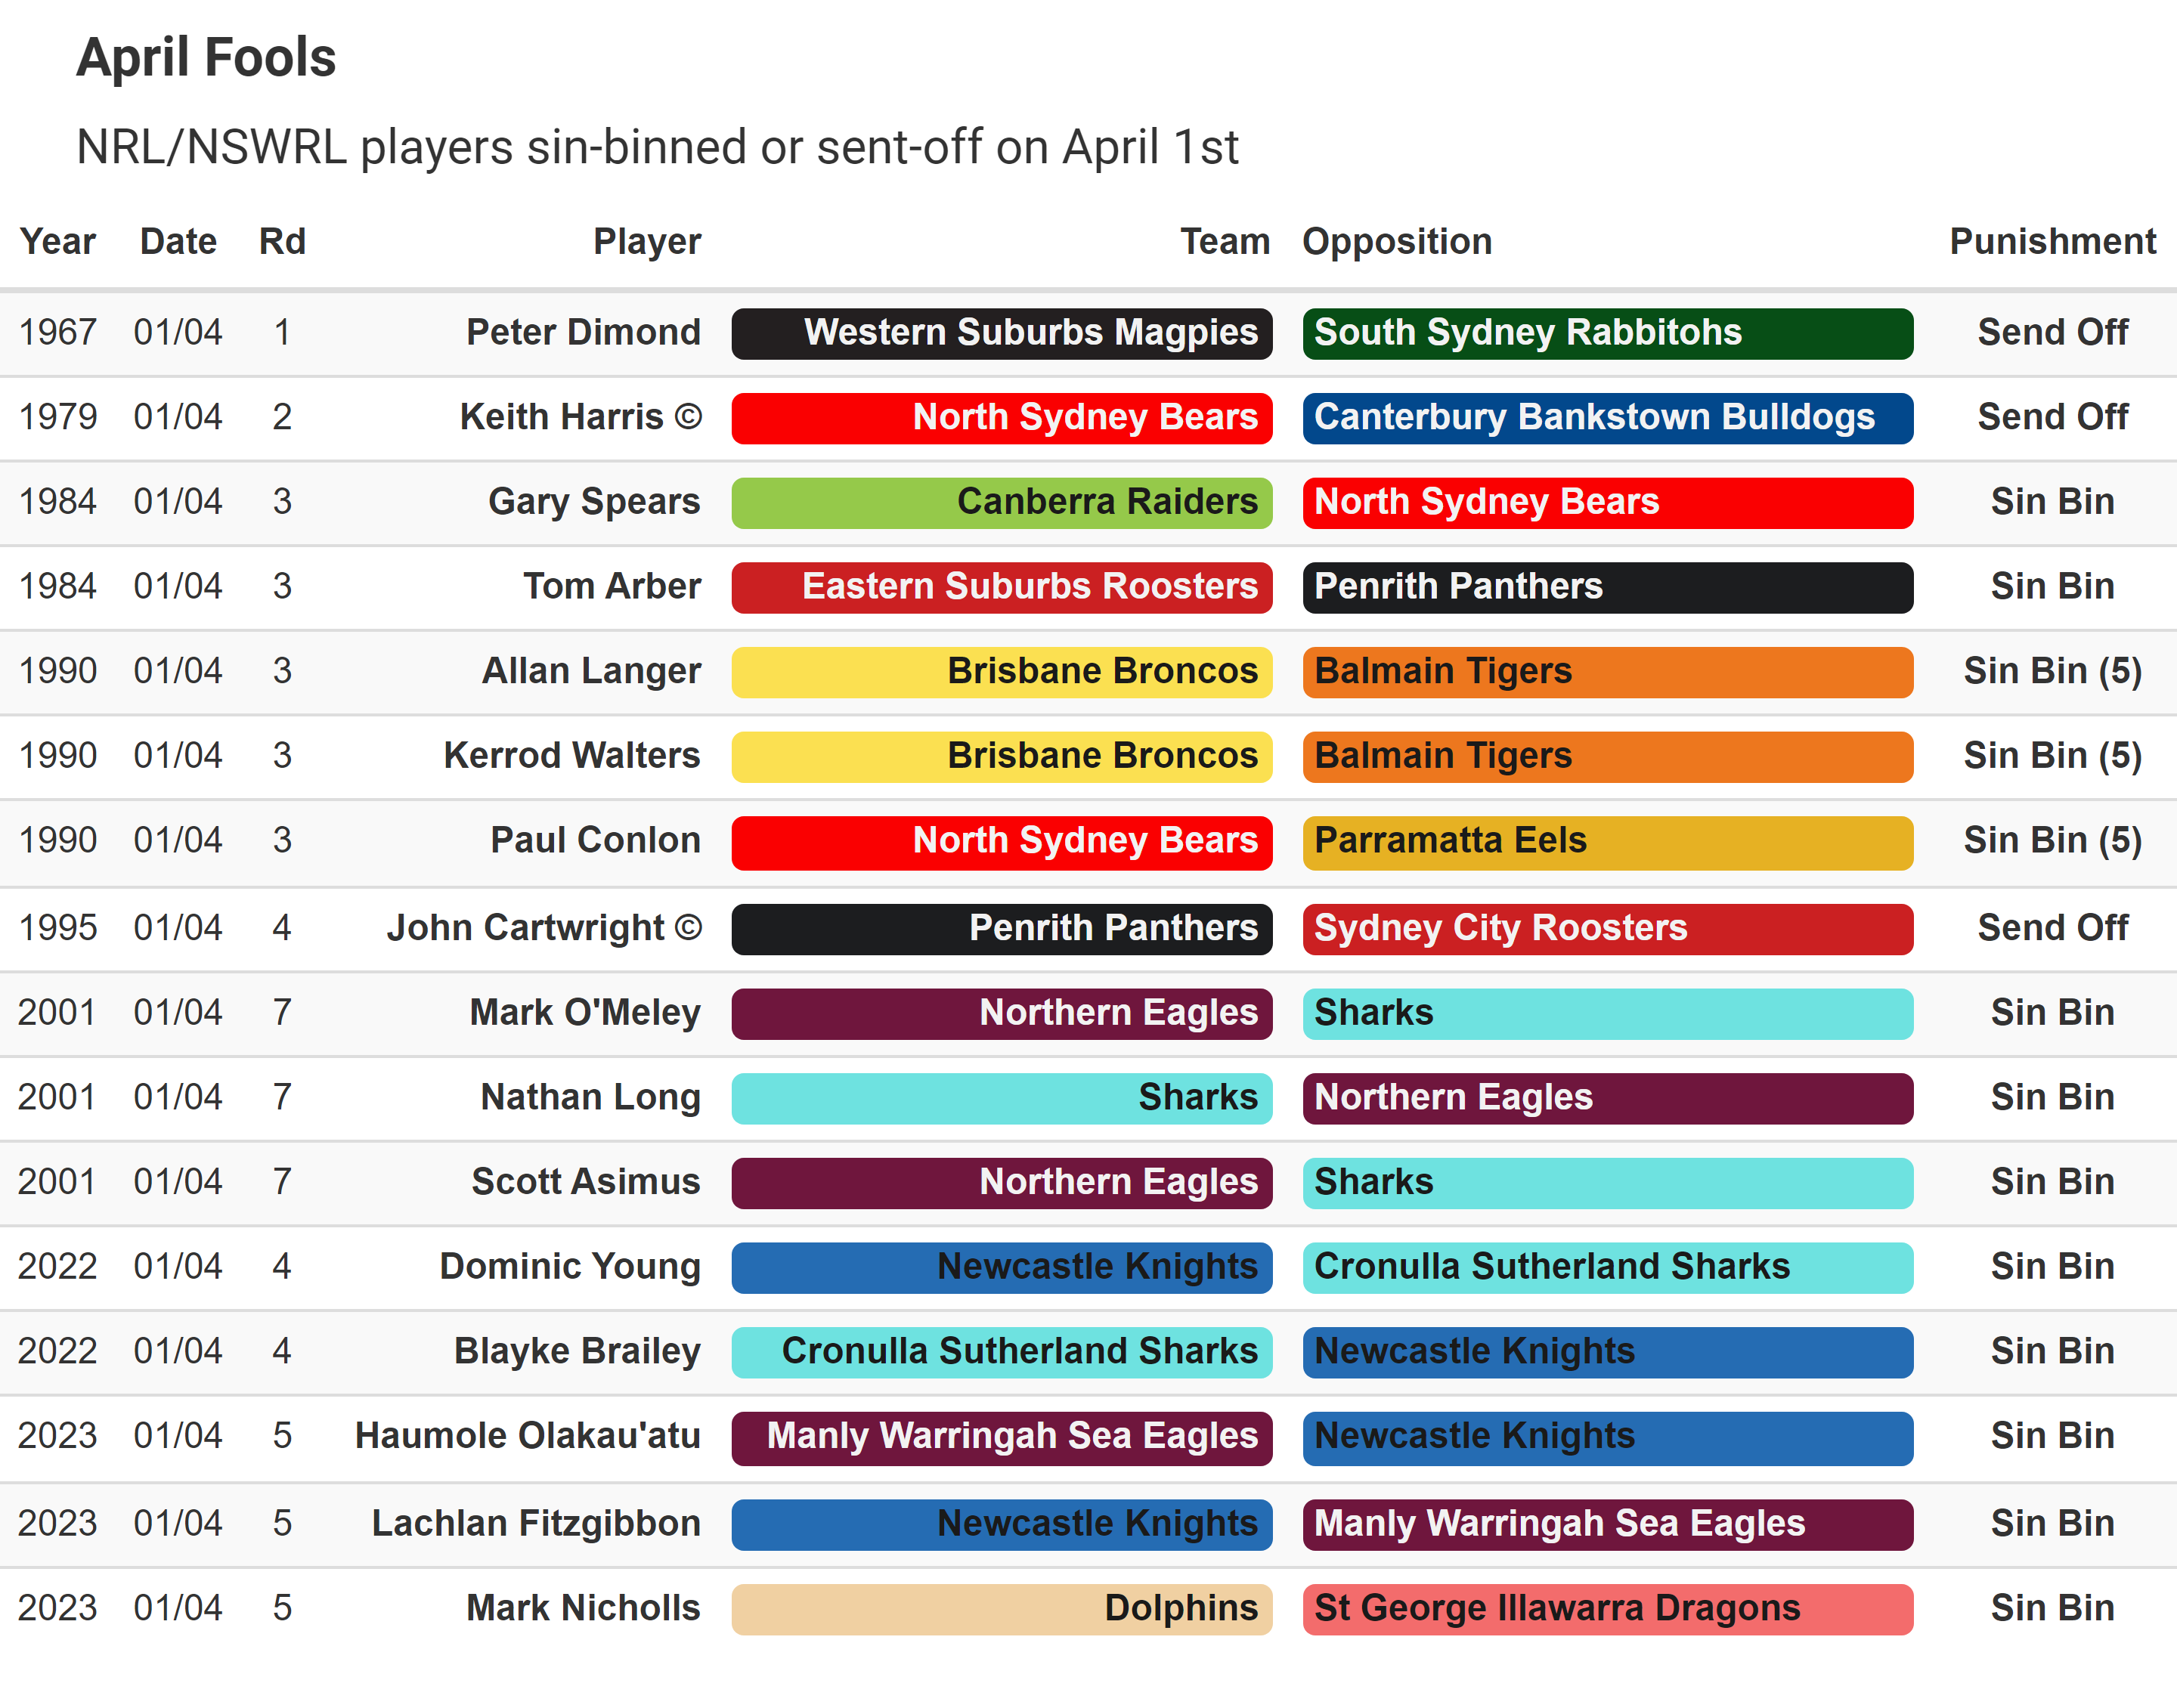 April Fools
NRL/NSWRL players sin-binned or sent-off on April 1st
Year Date Rd Player Team Opposition Punishment
1967 01/04 1 Peter Dimond Western Suburbs Magpies South Sydney Rabbitohs Send Off
1979 01/04 2 Keith Harris © North Sydney Bears Canterbury Bankstown Bulldogs Send Off
1984 01/04 3 Gary Spears Canberra Raiders North Sydney Bears Sin Bin
1984 01/04 3 Tom Arber Eastern Suburbs Roosters Penrith Panthers Sin Bin
1990 01/04 3 Allan Langer Brisbane Broncos Balmain Tigers Sin Bin (5)
1990 01/04 3 Kerrod Walters Brisbane Broncos Balmain Tigers Sin Bin (5)
1990 01/04 3 Paul Conlon North Sydney Bears Parramatta Eels Sin Bin (5)
1995 01/04 4 John Cartwright © Penrith Panthers Sydney City Roosters Send Off
2001 01/04 7 Mark O'Meley Northern Eagles Sharks Sin Bin
2001 01/04 7 Nathan Long Sharks Northern Eagles Sin Bin
2001 01/04 7 Scott Asimus Northern Eagles Sharks Sin Bin
2022 01/04 4 Dominic Young Newcastle Knights Cronulla Sutherland Sharks Sin Bin
2022 01/04 4 Blayke Brailey Cronulla Sutherland Sharks Newcastle Knights Sin Bin
2023 01/04 5 Haumole Olakau'atu Manly Warringah Sea Eagles Newcastle Knights Sin Bin
2023 01/04 5 Lachlan Fitzgibbon Newcastle Knights Manly Warringah Sea Eagles Sin Bin
2023 01/04 5 Mark Nicholls Dolphins St George Illawarra Dragons Sin Bin